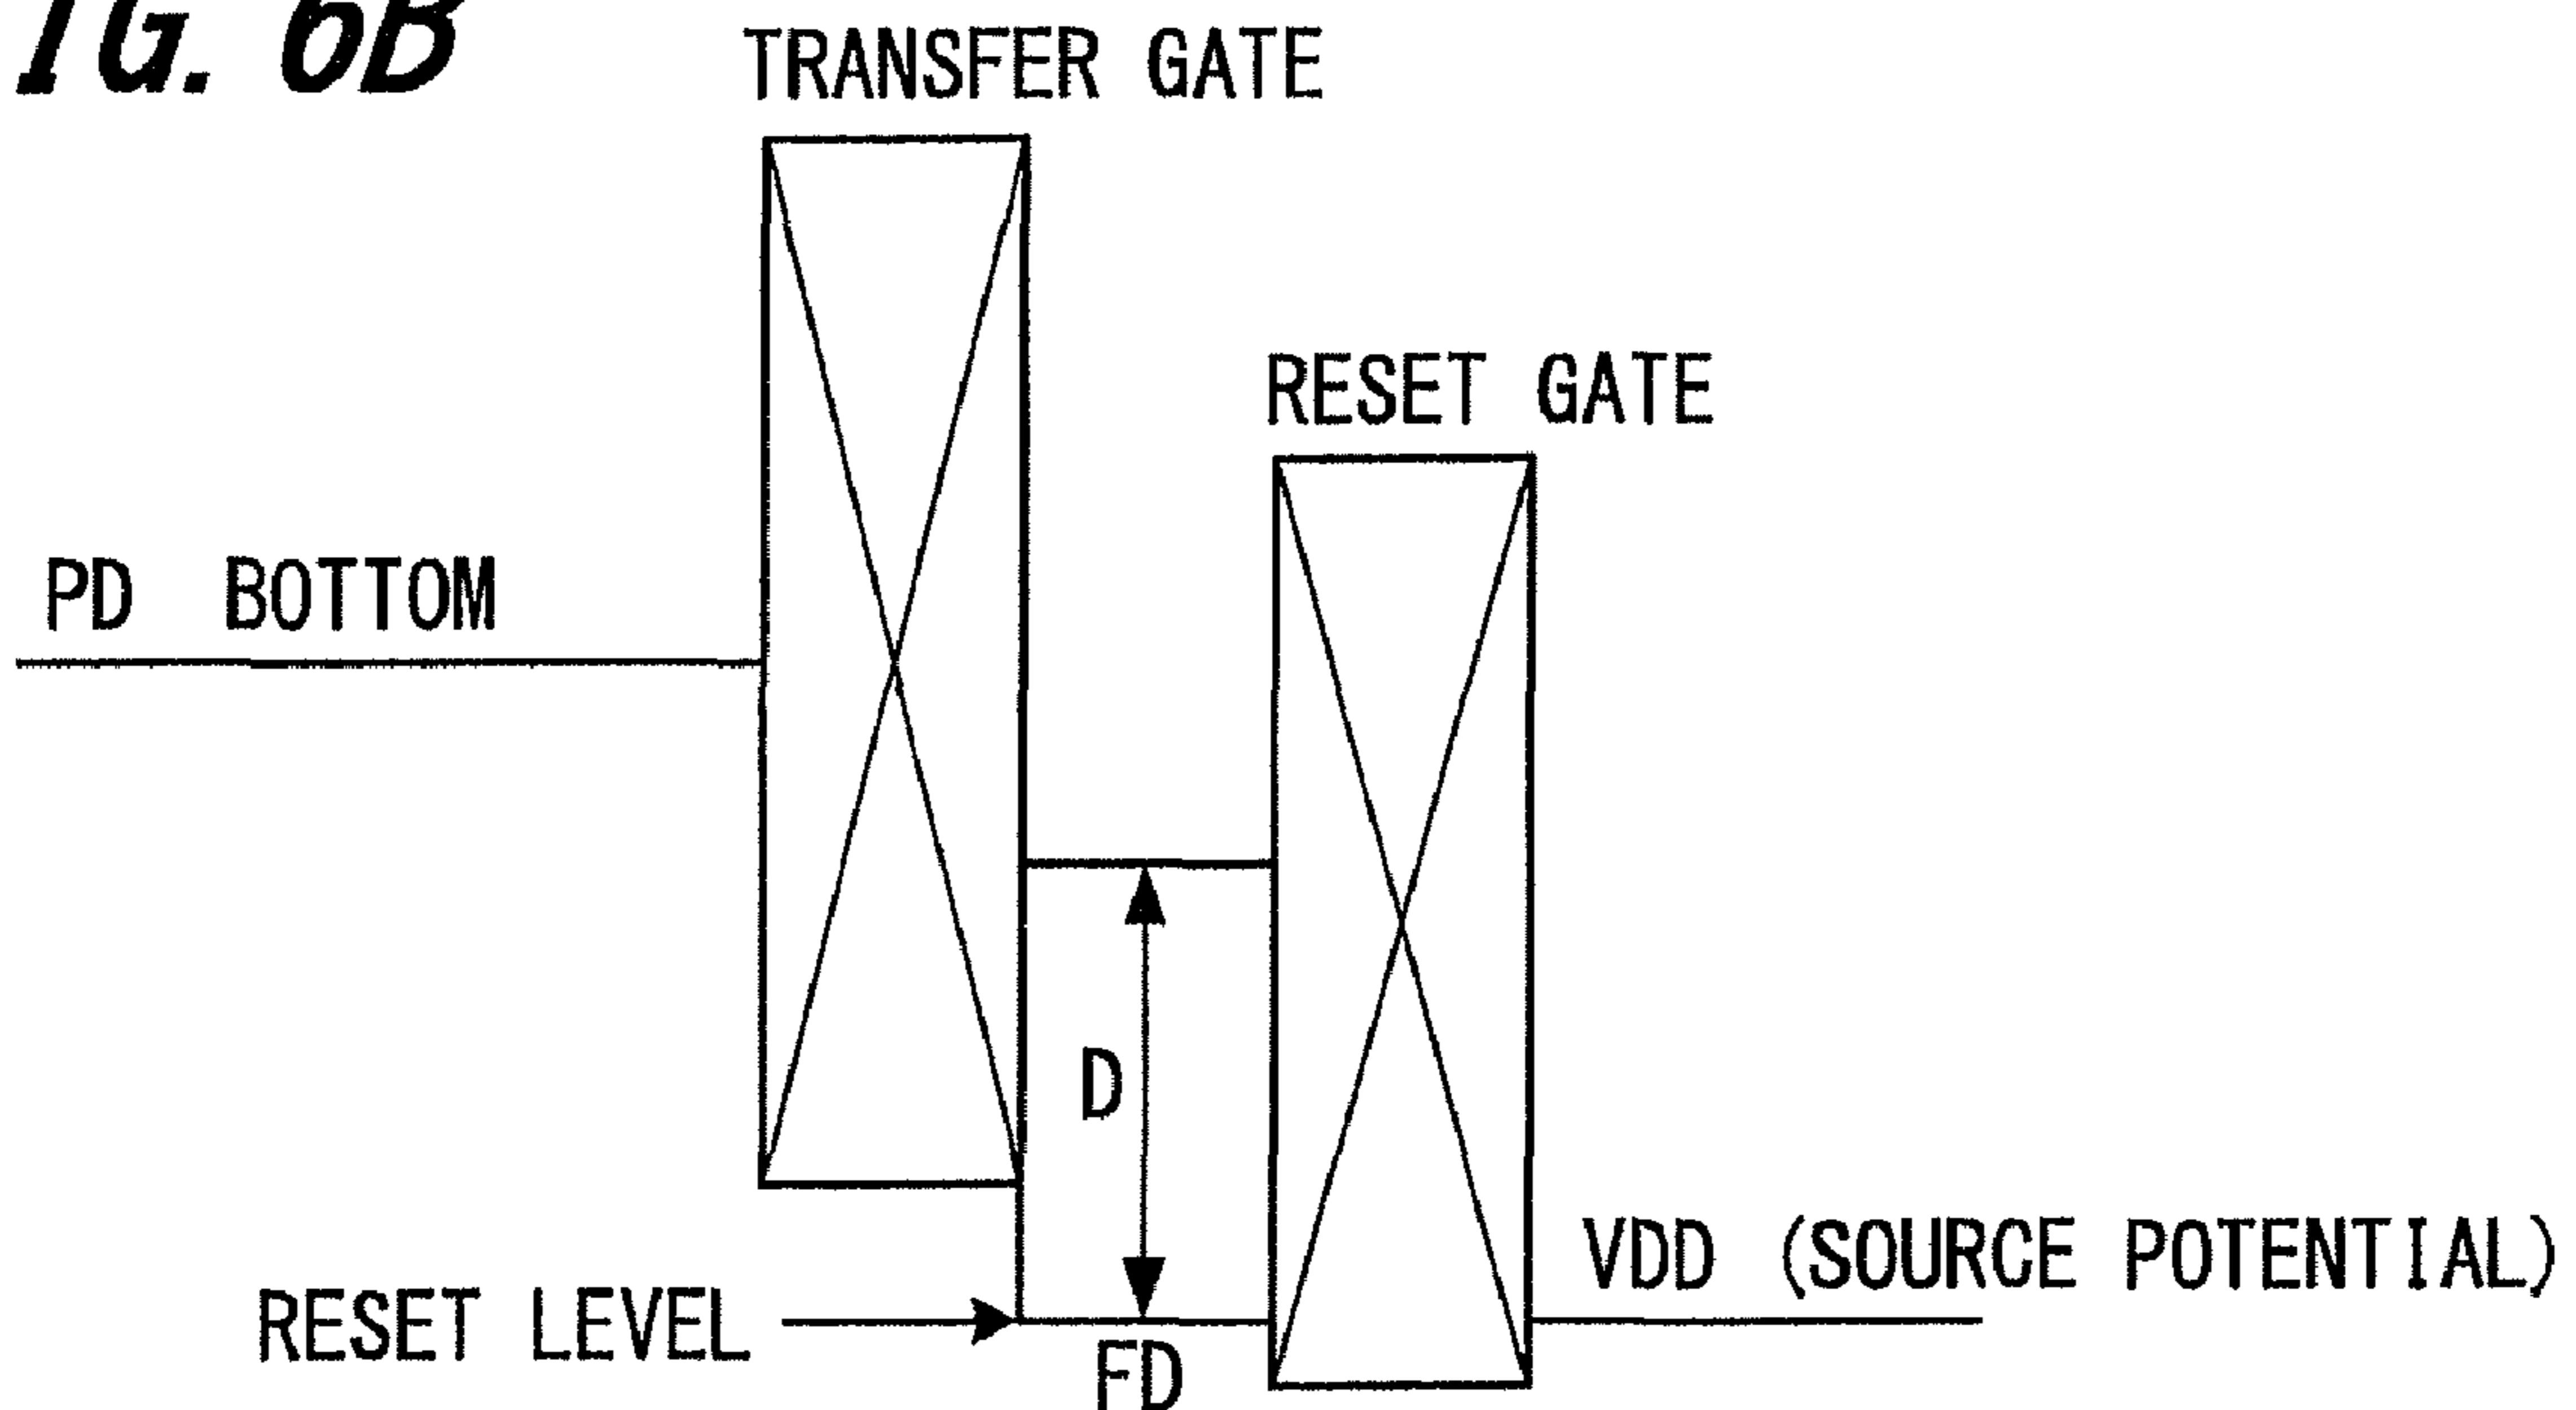 IG. 6B
TRANSFER GATE
RESET GATE
PD BOTTOM
D
VDD (SOURCE POTENTIAL)
RESET LEVEL
FD